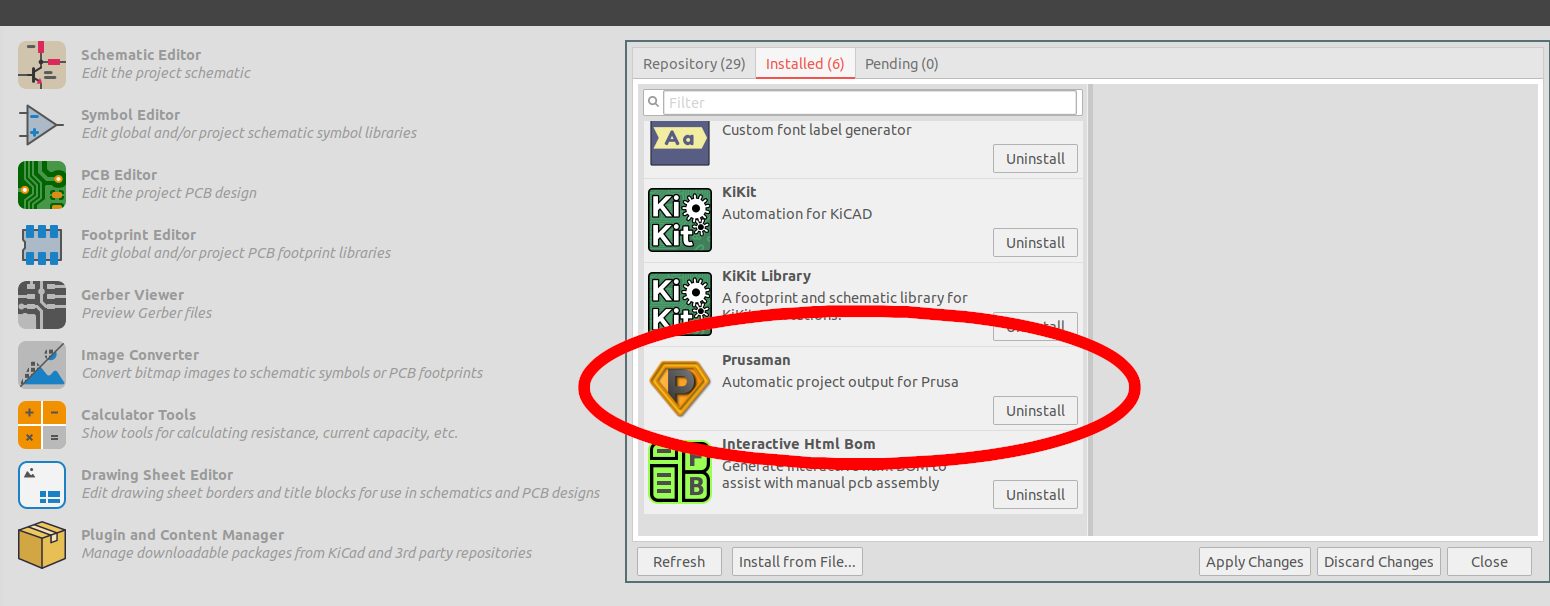 Schematic Editor
Edit the project schematic
Symbol Editor
Edit global and/or project schematic symbol libraries
PCB Editor
Edit the project PCB design
Footprint Editor
Edit global and/or project PCB footprint libraries
Gerber Viewer
Preview Gerber files
Image Converter
Convert bitmap images to schematic symbols or PCB footprints
Calculator Tools
Show tools for calculating resistance, current capacity, etc.
Drawing Sheet Editor
Edit drawing sheet borders and title blocks for use in schematics and PCB designs
Plugin and Content Manager
Manage downloadable packages from KiCad and 3rd party repositories
Repository (29) Installed (6) Pending (0)
Filter
Aa
Custom font label generator
Uninstall
Ki
Kit
KiKit
Automation for KiCAD
Uninstall
Ki
Kit
KiKit Library
A footprint and schematic library for
Uninstall
P
Prusaman
Automatic project output for Prusa
Uninstall
F
B
Interactive Html Bom
Generate interactive html BOM to
assist with manual pcb assembly
Uninstall
Refresh Install from File... Apply Changes Discard Changes Close